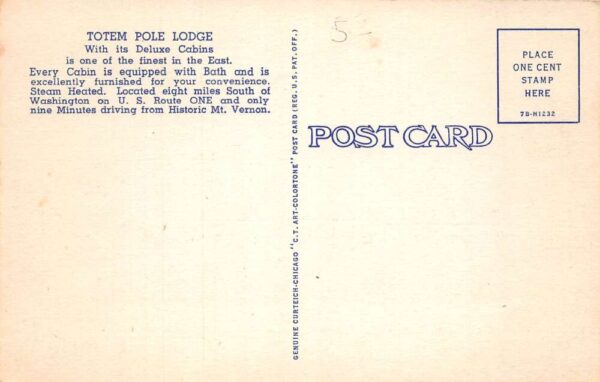 TOTEM POLE LODGE
With its Deluxe Cabins
is one of the finest in the East.
Every Cabin is equipped with Bath and is
excellently furnished for your convenience.
Steam Heated. Located eight miles South of
Washington on U. S. Route ONE and only
nine Minutes driving from Historic Mt. Vernon.
GENUINE CURTEICH-CHICAGO "C.T. ART-COLORTONE" POST CARD (REG. U.S. PAT. OFF.)
5
POST CARD
PLACE
ONE CENT
STAMP
HERE
7B-H1232